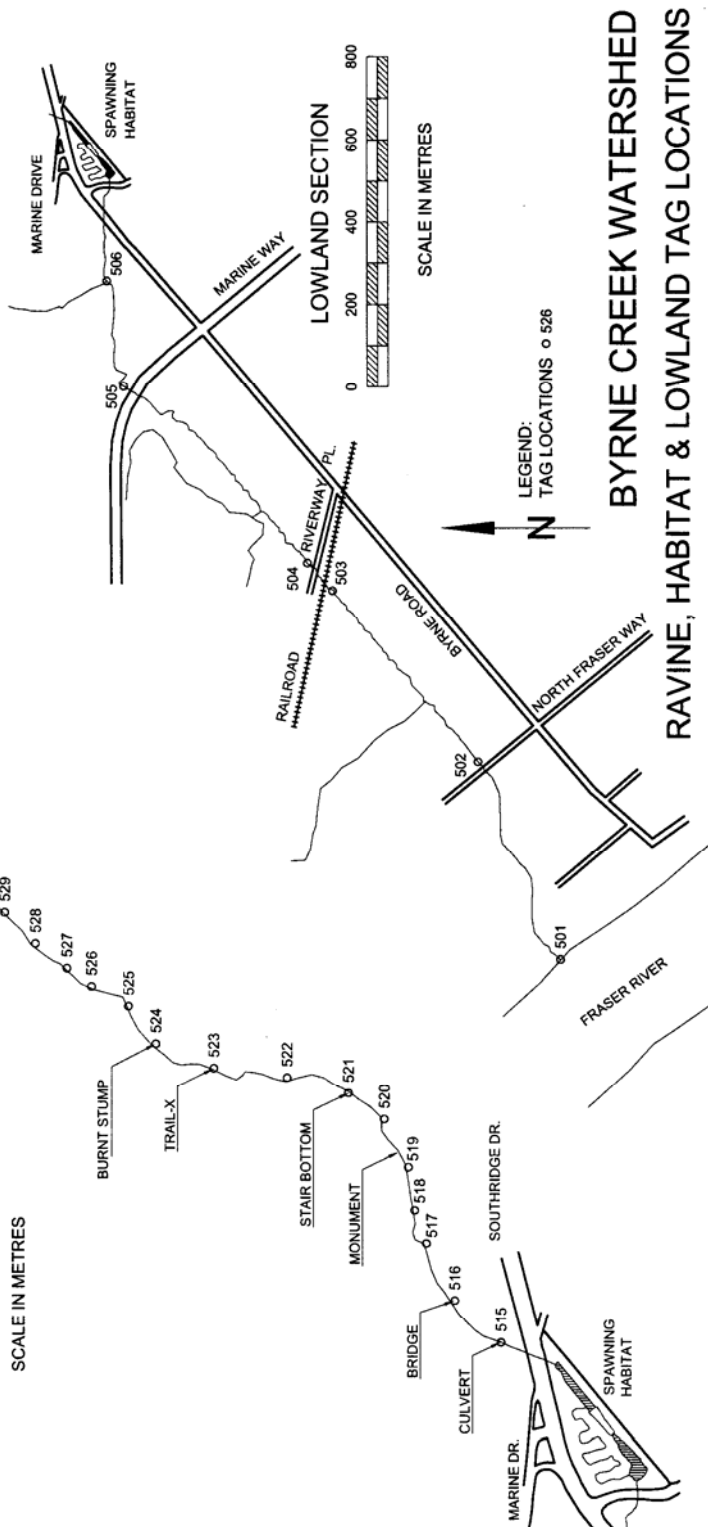 SCALE IN METRES
529
528
527
526
525
BURNT STUMP
524
TRAIL-X
523
522
STAIR BOTTOM
521
520
MONUMENT
519
518
517
BRIDGE
516
CULVERT
515
SOUTHRIDGE DR.
MARINE DR.
SPAWNING
HABITAT
MARINE DRIVE
SPAWNING
HABITAT
506
505
MARINE WAY
LOWLAND SECTION
0
200
400
600
800
SCALE IN METRES
RIVERWAY PL.
504
503
RAILROAD
BYRNE ROAD
NORTH FRASER WAY
502
501
FRASER RIVER
N
LEGEND:
TAG LOCATIONS o 526
BYRNE CREEK WATERSHED
RAVINE, HABITAT & LOWLAND TAG LOCATIONS